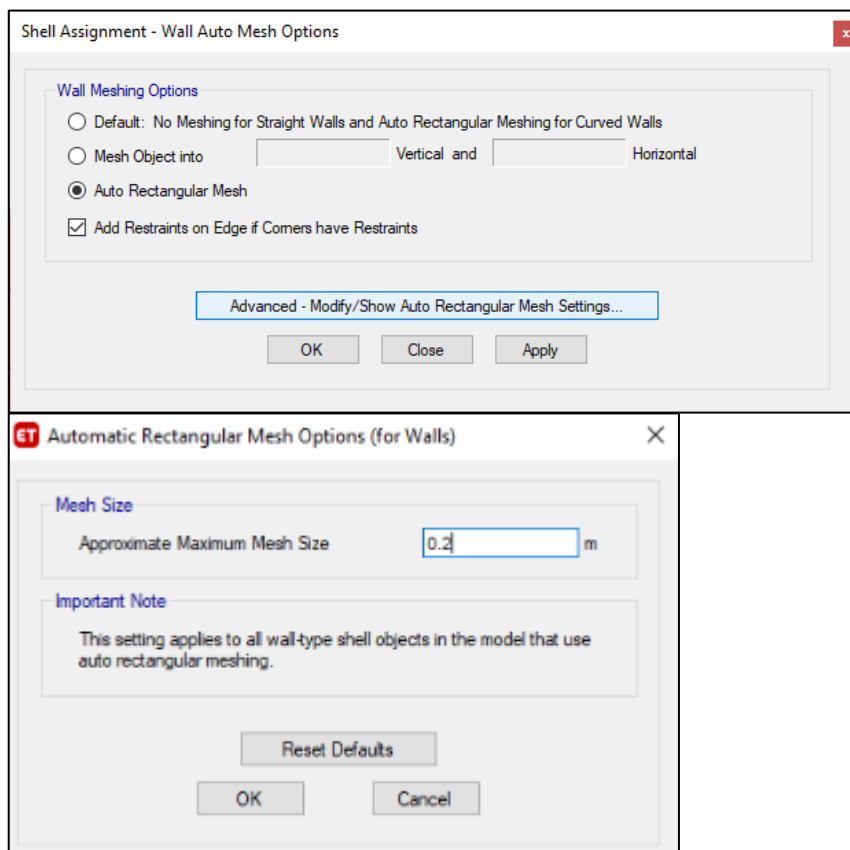 Shell Assignment - Wall Auto Mesh Options
x
Wall Meshing Options
Default: No Meshing for Straight Walls and Auto Rectangular Meshing for Curved Walls
Mesh Object into Vertical and Horizontal
Auto Rectangular Mesh
Add Restraints on Edge if Corners have Restraints
Advanced - Modify/Show Auto Rectangular Mesh Settings...
OK Close Apply
ET Automatic Rectangular Mesh Options (for Walls)
Mesh Size
Approximate Maximum Mesh Size 0.2 m
Important Note
This setting applies to all wall-type shell objects in the model that use
auto rectangular meshing.
Reset Defaults
OK Cancel